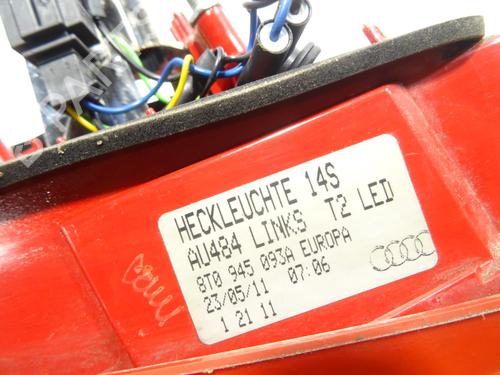 HECKLEUCHTE 14S
AU484 LINKS T2 LED
8T0 945 093A EUROPA
23/05/11 07:06
1 21 11